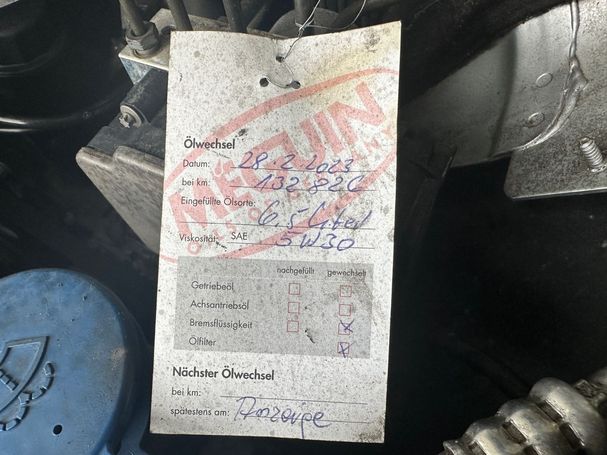 MEGUIN
Ölwechsel
Datum: 28.2.2023
bei km: 132 826
Eingefüllte Ölsorte:
6,5 Liter
Viskosität: SAE 5W30
nachgefüllt gewechselt
Getriebeöl
Achsantriebsöl
Bremsflüssigkeit
Ölfilter
Nächster Ölwechsel
bei km:
spätestens am: Anzeige